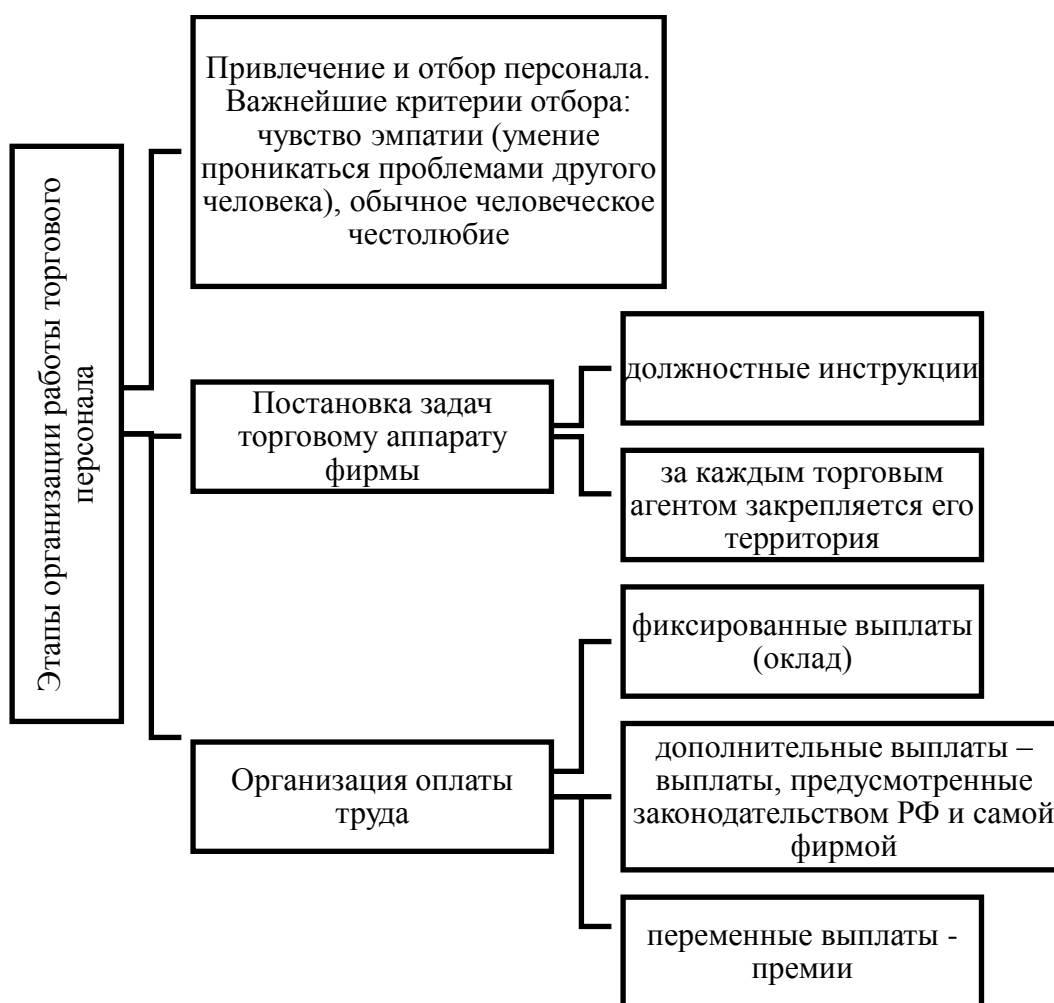 Этапы организации работы торгового
персонала
Привлечение и отбор персонала.
Важнейшие критерии отбора:
чувство эмпатии (умение
проникаться проблемами другого
человека), обычное человеческое
честолюбие
Постановка задач
торговому аппарату
фирмы
должностные инструкции
за каждым торговым
агентом закрепляется его
территория
Организация оплаты
труда
фиксированные выплаты
(оклад)
дополнительные выплаты –
выплаты, предусмотренные
законодательством РФ и самой
фирмой
переменные выплаты -
премии